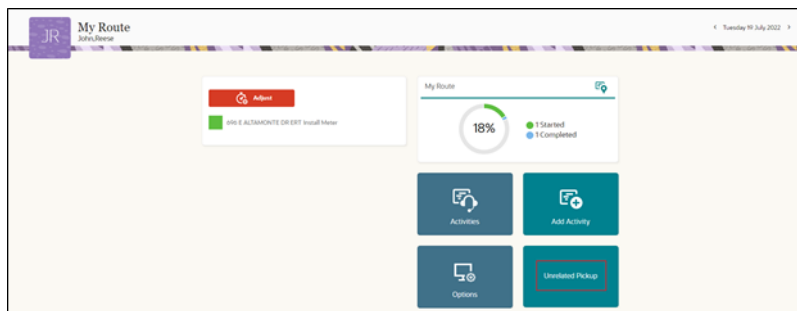 JR
My Route
John,Reese
Tuesday 19 July 2022
Adjust
696 E ALTAMONTE DR ERT Install Meter
My Route
18%
1 Started
1 Completed
Activities
Add Activity
Options
Unrelated Pickup